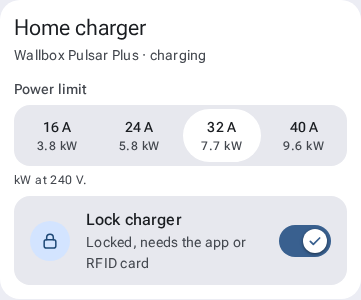 Home charger
Wallbox Pulsar Plus · charging
Power limit
16 A 24 A 32 A 40 A
3.8 kW 5.8 kW 7.7 kW 9.6 kW
kW at 240 V.
Lock charger
Locked, needs the app or
RFID card